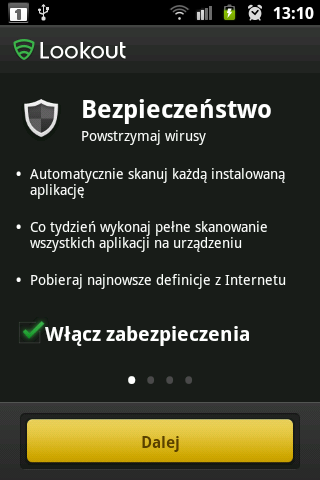 1 13:10
Lookout
Bezpieczeństwo
Powstrzymaj wirusy
• Automatycznie skanuj każdą instalowaną
aplikację
• Co tydzień wykonaj pełne skanowanie
wszystkich aplikacji na urządzeniu
• Pobieraj najnowsze definicje z Internetu
Włącz zabezpieczenia
Dalej